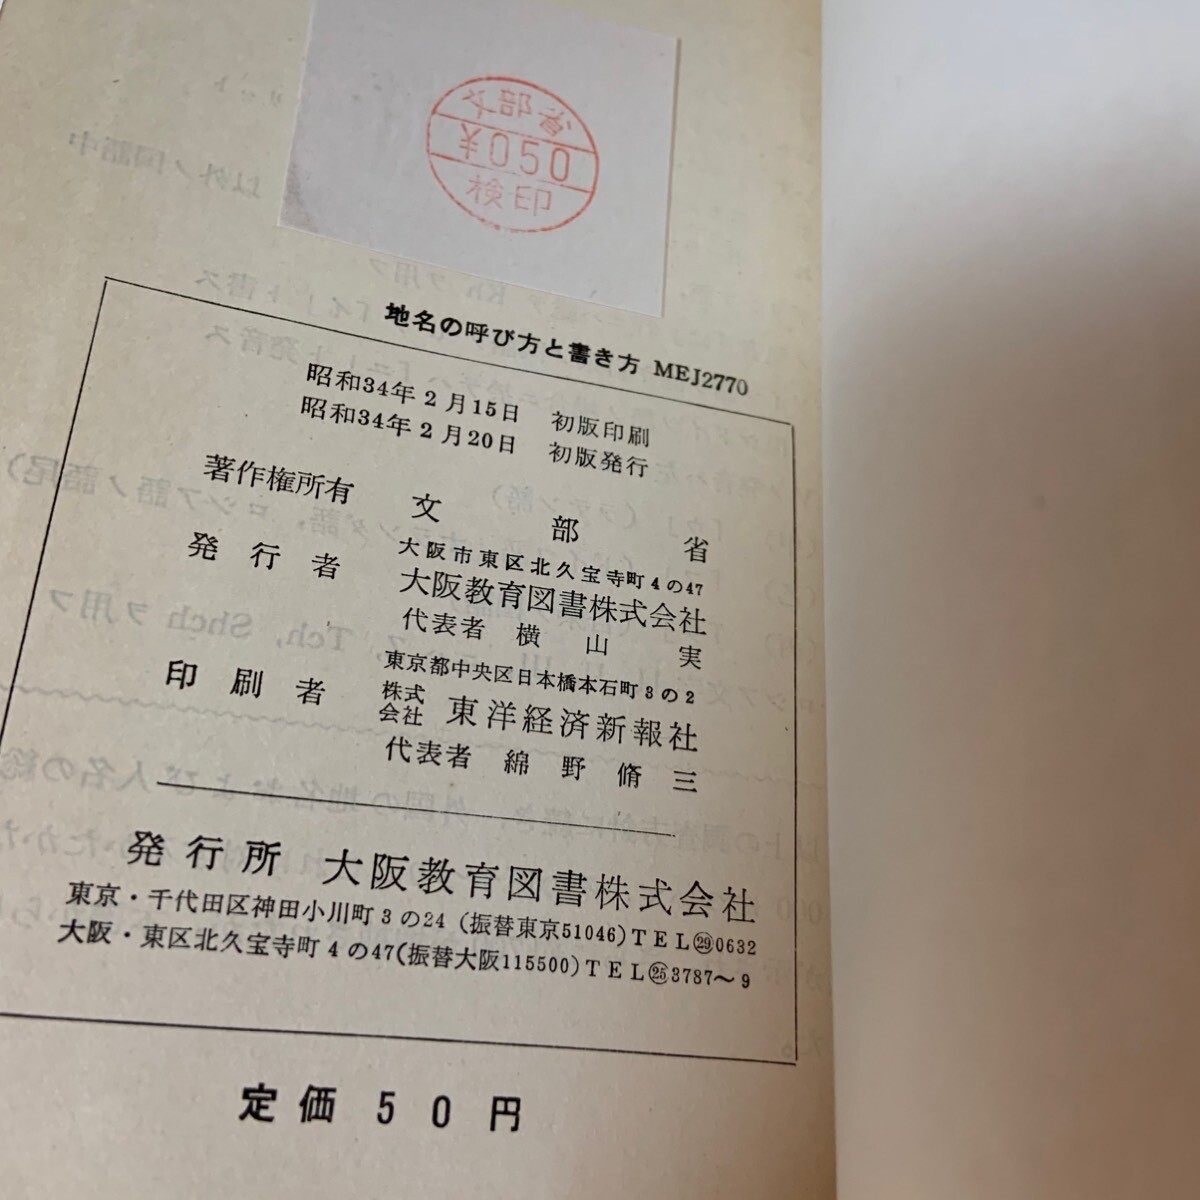 文部省
¥050
検印
地名の呼び方と書き方 MEJ2770
昭和34年2月15日 初版印刷
昭和34年2月20日 初版発行
著作権所有 文部省
大阪市東区北久宝寺町4の47
発行者 大阪教育図書株式会社
代表者 横山実
東京都中央区日本橋本石町3の2
印刷者 株式会社 東洋経済新報社
代表者 綿野脩三
発行所 大阪教育図書株式会社
東京・千代田区神田小川町3の24 (振替東京51046) TEL㉙0632
大阪・東区北久宝寺町4の47(振替大阪115500) TEL㉕3787～9
定価 50円